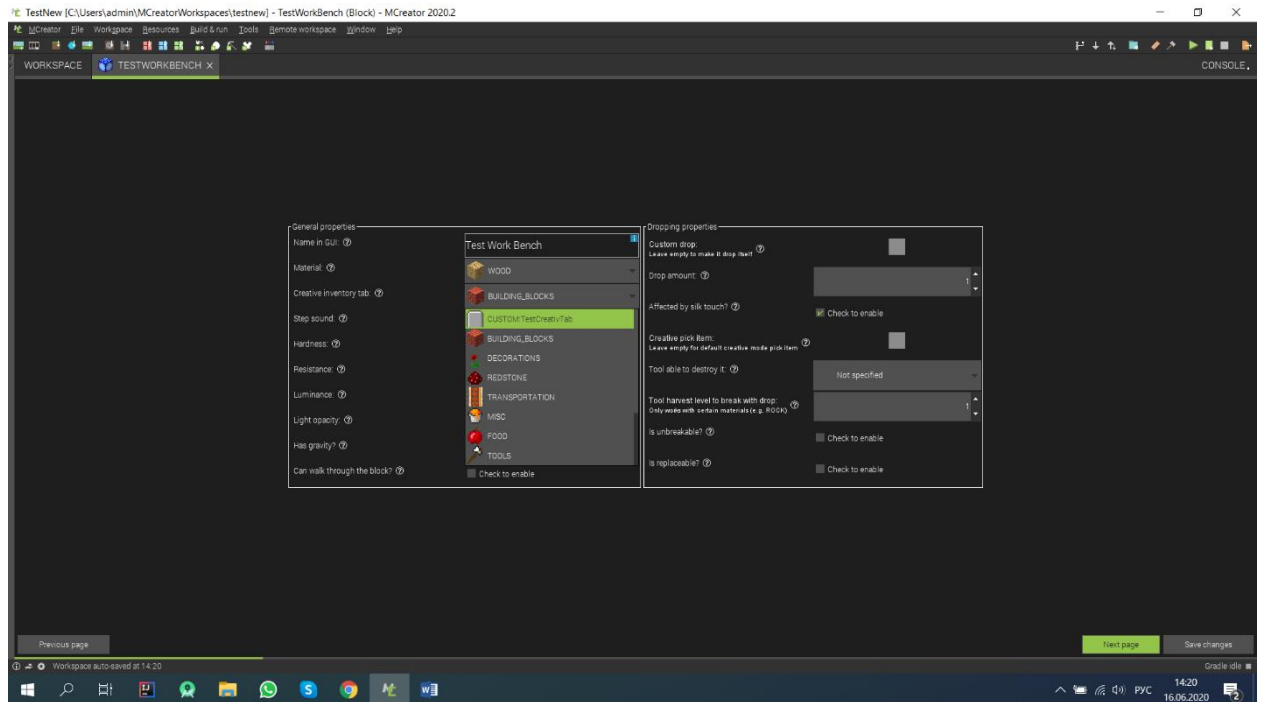 TestNew [C:\Users\admin\MCreatorWorkspaces\testnew] - TestWorkBench (Block) - MCreator 2020.2
MCreator File Workspace Resources Build & run Tools Remote workspace Window Help
WORKSPACE TESTWORKBENCH X CONSOLE
General properties
Name in GUI: Test Work Bench
Material: WOOD
Creative inventory tab: BUILDING_BLOCKS
Step sound: CUSTOM:TestCreativTab
BUILDING_BLOCKS
Hardness:
DECORATIONS
Resistance:
REDSTONE
Luminance: TRANSPORTATION
Light opacity: MISC
FOOD
Has gravity?
TOOLS
Can walk through the block? Check to enable
Dropping properties
Custom drop:
Leave empty to make it drop itself
Drop amount: 1
Affected by silk touch? Check to enable
Creative pick item:
Leave empty for default creative mode pick item
Tool able to destroy it: Not specified
Tool harvest level to break with drop: 1
Only works with certain materials (e.g. ROCK)
Is unbreakable? Check to enable
Is replaceable? Check to enable
Previous page Next page Save changes
Workspace auto-saved at 14:20 Gradle idle
РУС 14:20
16.06.2020